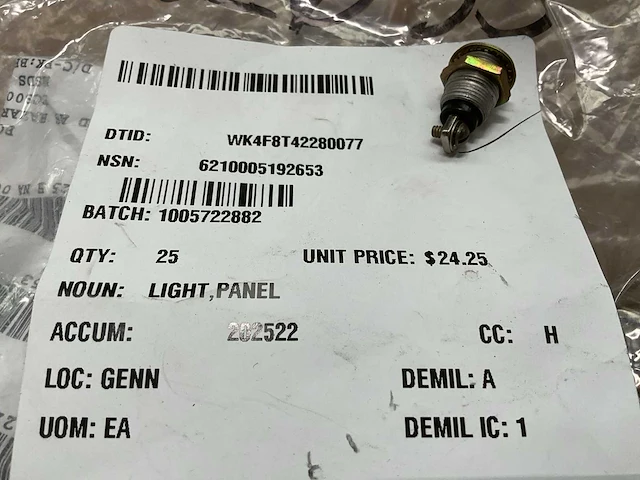 DTID: WK4F8T42280077
NSN: 6210005192653
BATCH: 1005722882
QTY: 25 UNIT PRICE: $24.25
NOUN: LIGHT,PANEL
ACCUM: 202522 CC: H
LOC: GENN DEMIL: A
UOM: EA DEMIL IC: 1